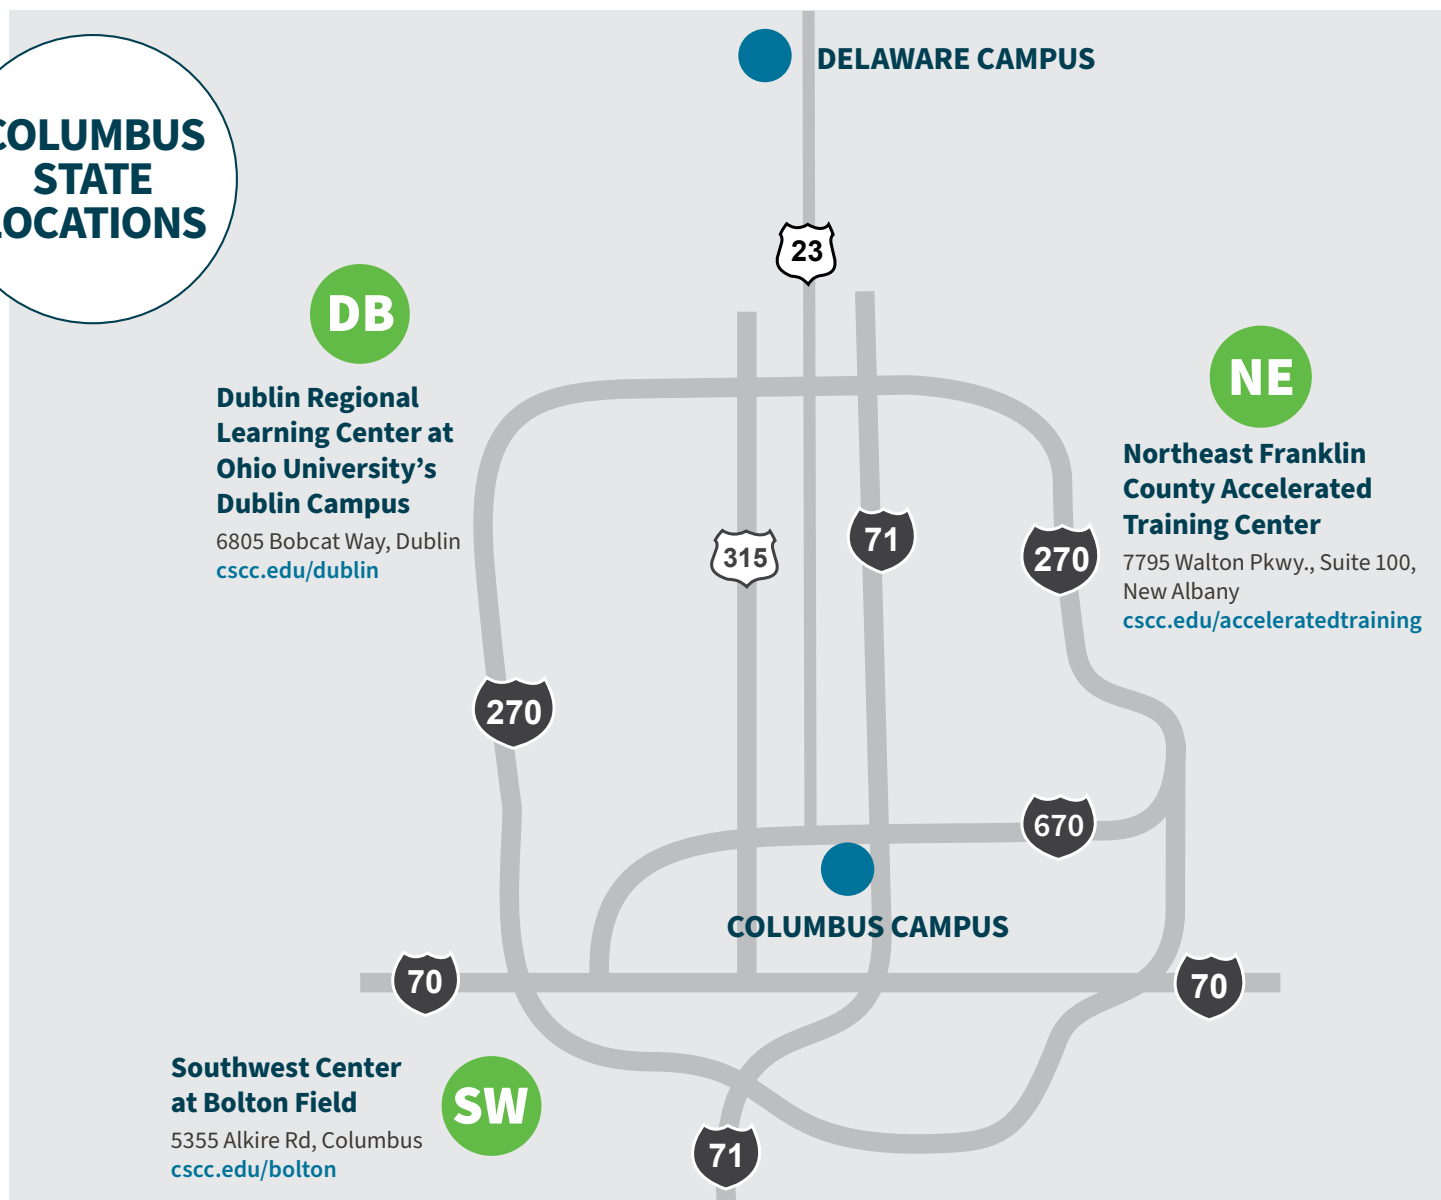 DELAWARE CAMPUS
COLUMBUS
STATE
LOCATIONS
23
DB
Dublin Regional
Learning Center at
Ohio University’s
Dublin Campus
6805 Bobcat Way, Dublin
cscc.edu/dublin
NE
Northeast Franklin
County Accelerated
Training Center
7795 Walton Pkwy., Suite 100,
New Albany
cscc.edu/acceleratedtraining
315
71
270
270
670
COLUMBUS CAMPUS
70
70
Southwest Center
at Bolton Field
5355 Alkire Rd, Columbus
cscc.edu/bolton
SW
71